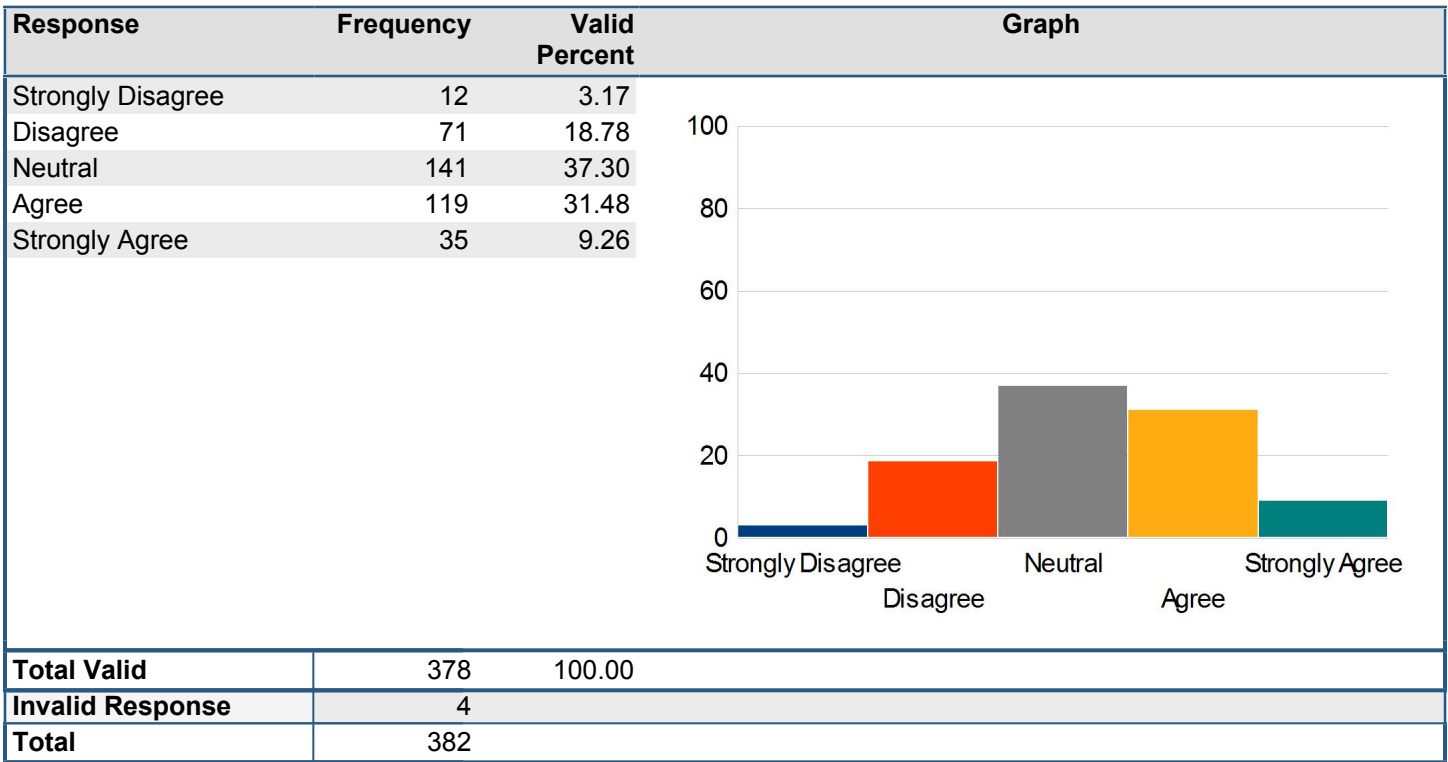 Response Frequency Valid Percent Graph
Strongly Disagree 12 3.17
Disagree 71 18.78
Neutral 141 37.30
Agree 119 31.48
Strongly Agree 35 9.26
100
80
60
40
20
0
Strongly Disagree Neutral Strongly Agree
Disagree Agree
Total Valid 378 100.00
Invalid Response 4
Total 382